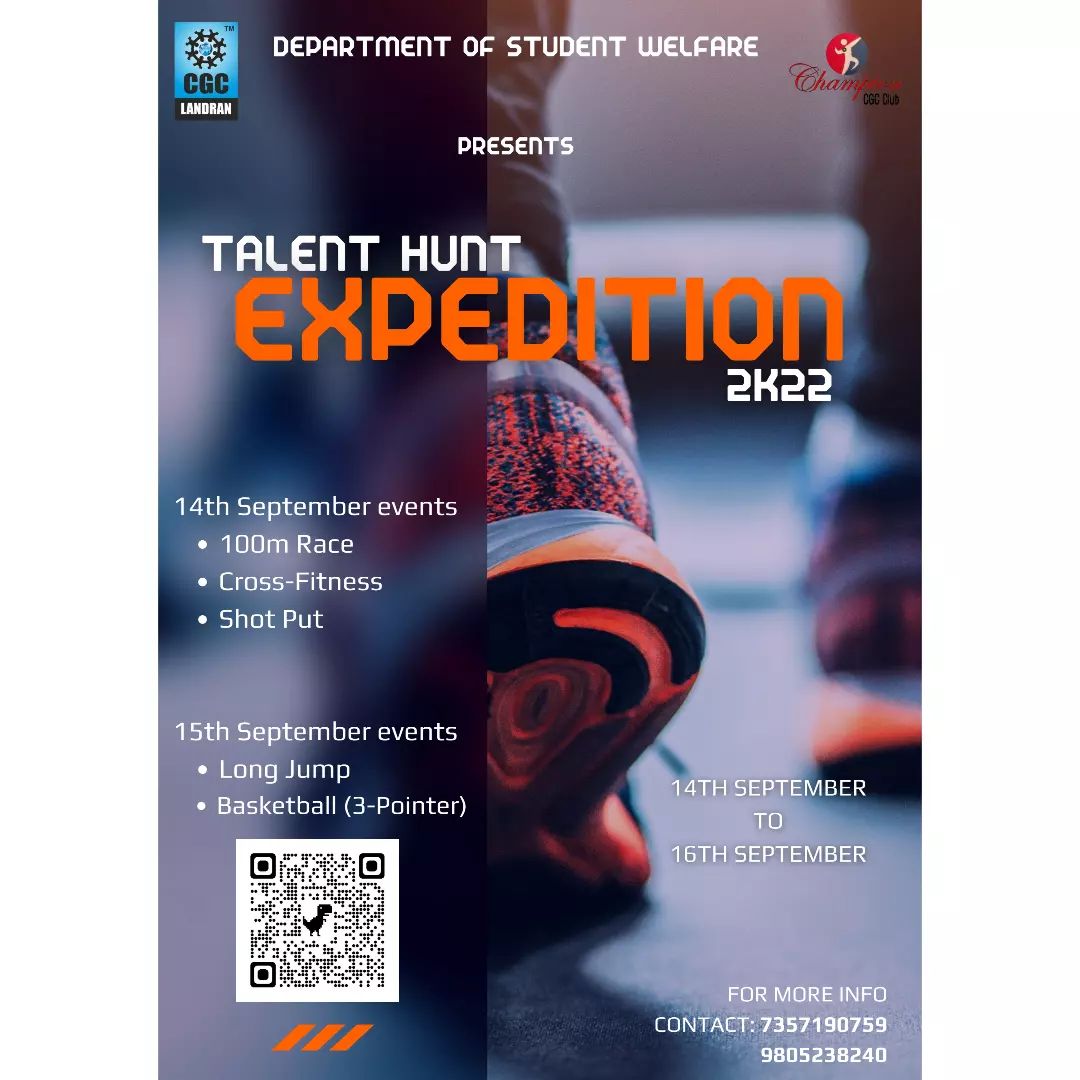 TM
CGC
LANDRAN
DEPARTMENT OF STUDENT WELFARE
CGC Club
PRESENTS
TALENT HUNT
EXPEDITION
2K22
14th September events
• 100m Race
• Cross-Fitness
• Shot Put
15th September events
• Long Jump
• Basketball (3-Pointer)
14TH SEPTEMBER
TO
16TH SEPTEMBER
FOR MORE INFO
CONTACT: 7357190759
9805238240